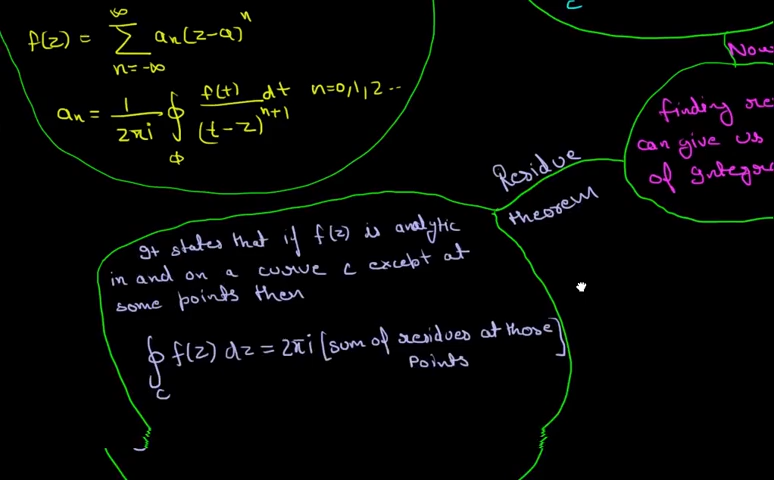 f(z) = ∞∑n=-∞ an(z-a)^n
an = 1/2πi ∮ϕ f(t)/(t-z)^n+1 dt n=0,1,2--
C
Now
finding re
can give us
of Integra
Residue
theorem
It states that if f(z) is analytic
in and on a curve c except at
some points then
∮C f(z) dz = 2πi [sum of residues at those
points]